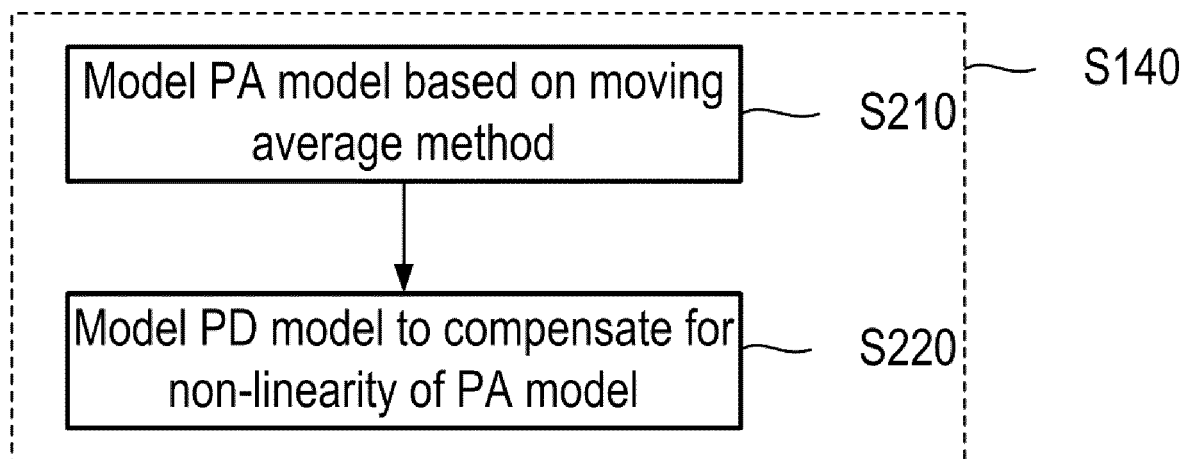 S140
Model PA model based on moving
average method
S210
Model PD model to compensate for
non-linearity of PA model
S220